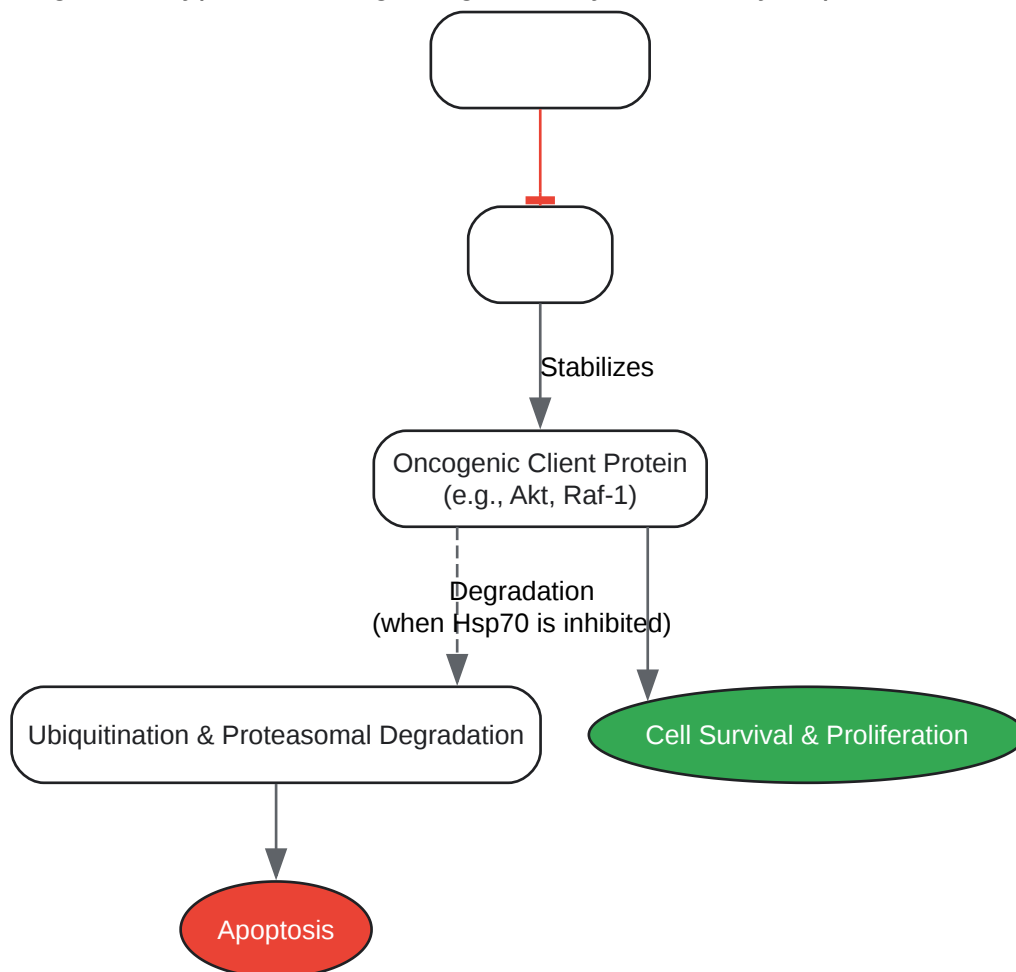 Stabilizes
Oncogenic Client Protein
(e.g., Akt, Raf-1)
Degradation
(when Hsp70 is inhibited)
Ubiquitination & Proteasomal Degradation
Cell Survival & Proliferation
Apoptosis